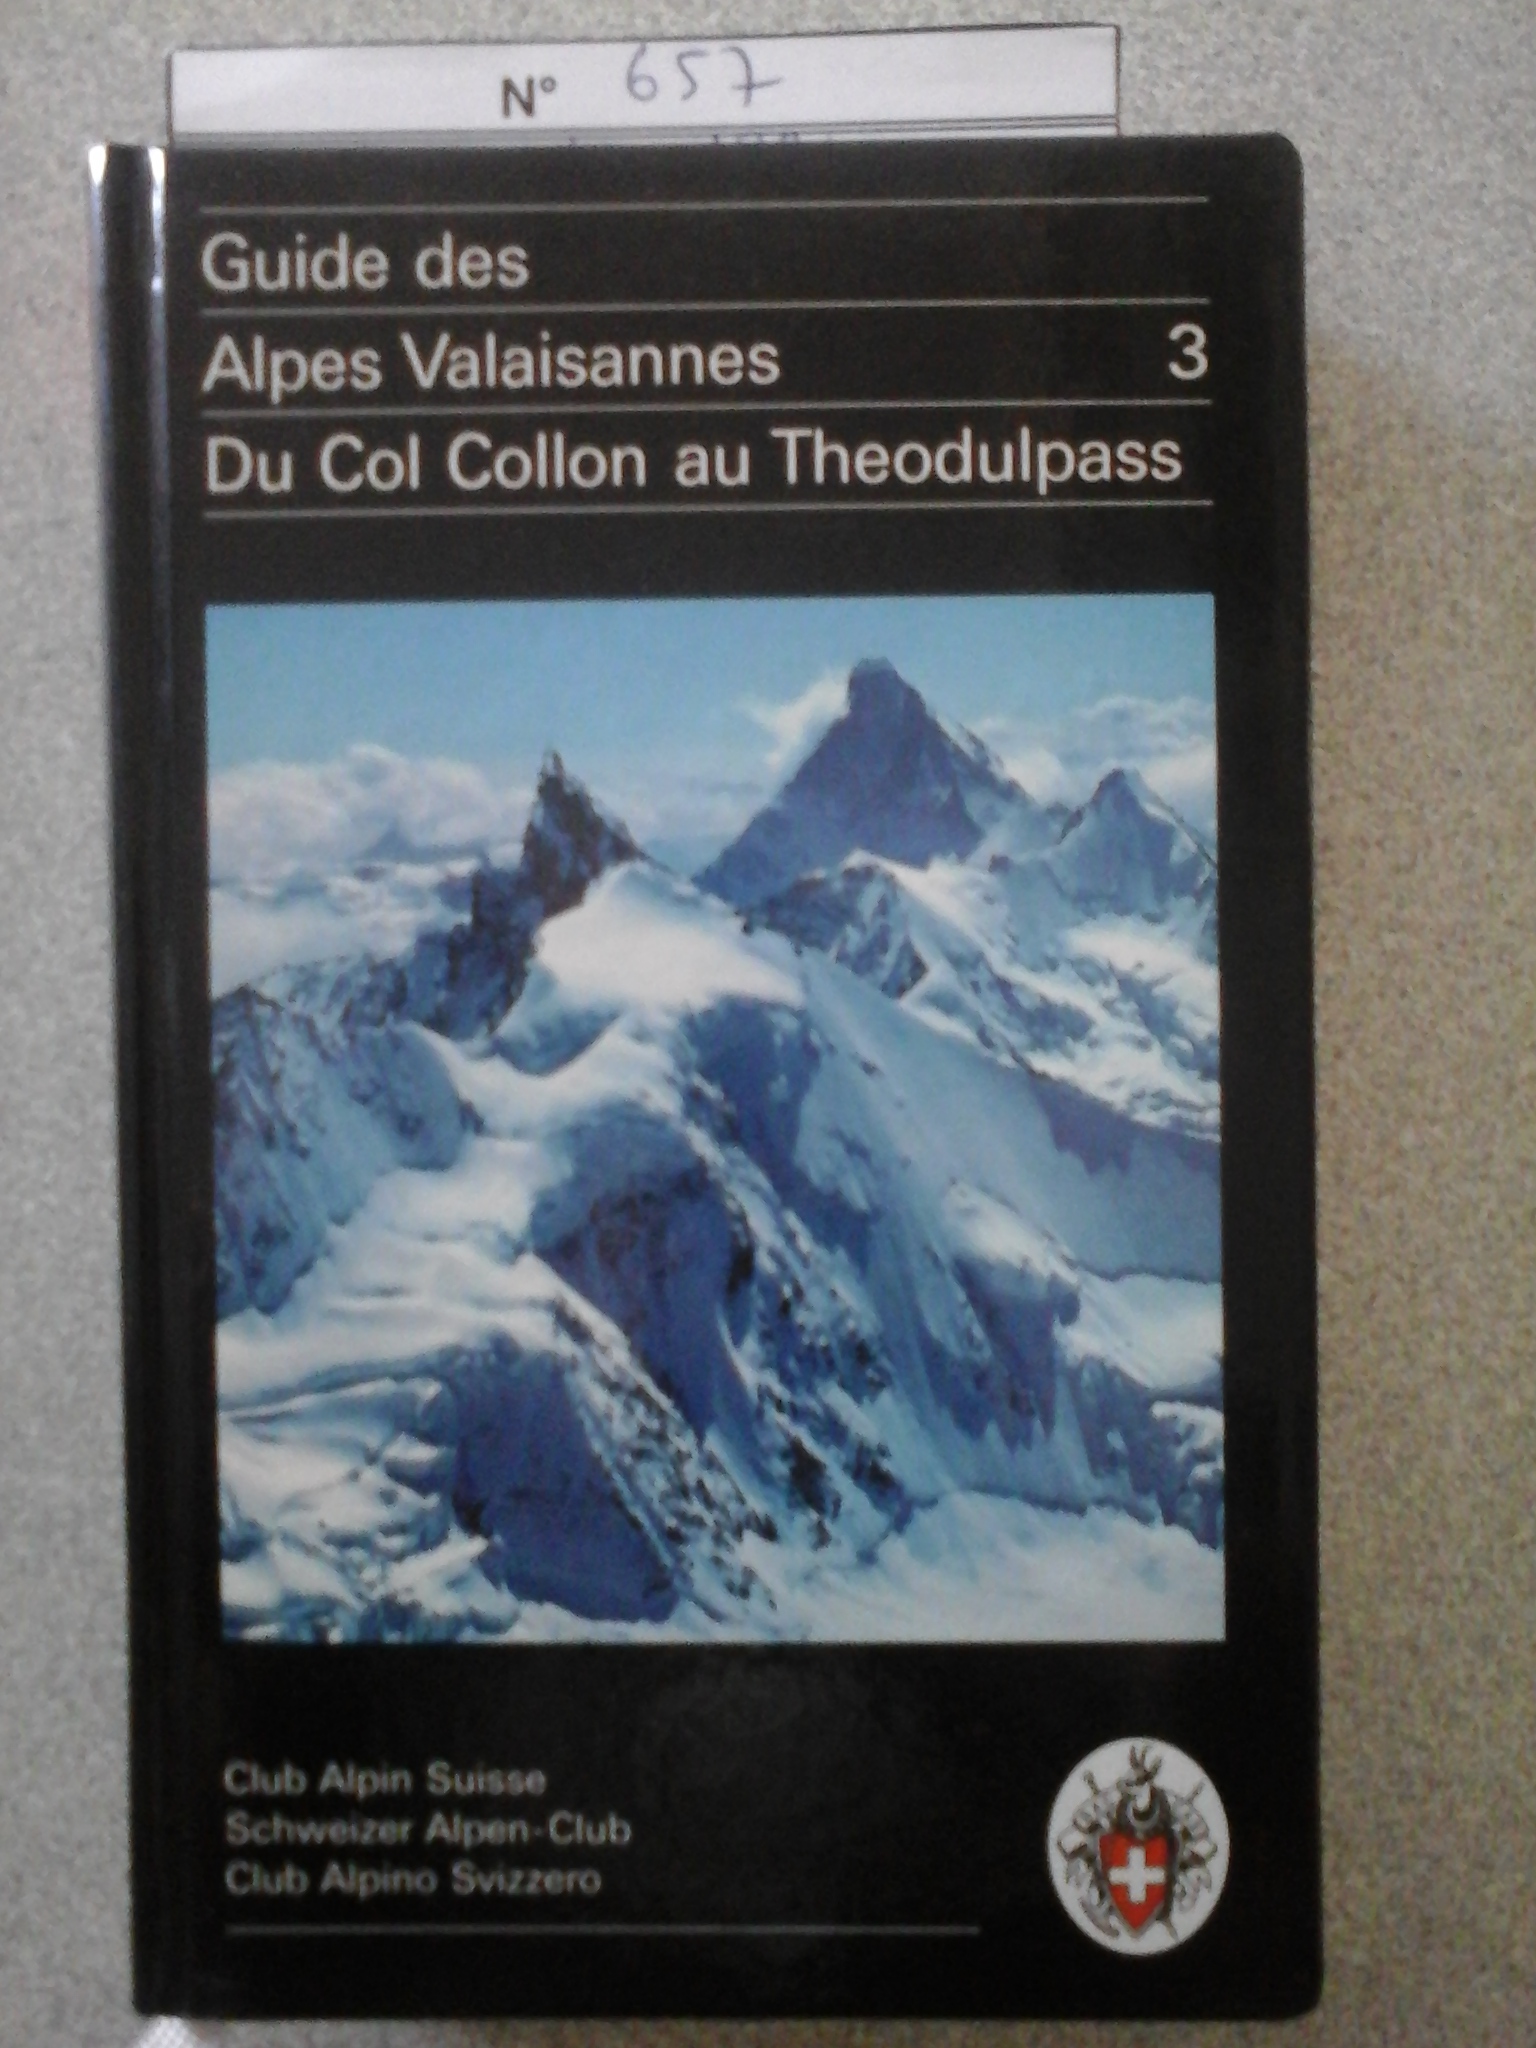 N° 657
Guide des
Alpes Valaisannes 3
Du Col Collon au Theodulpass
Club Alpin Suisse
Schweizer Alpen-Club
Club Alpino Svizzero